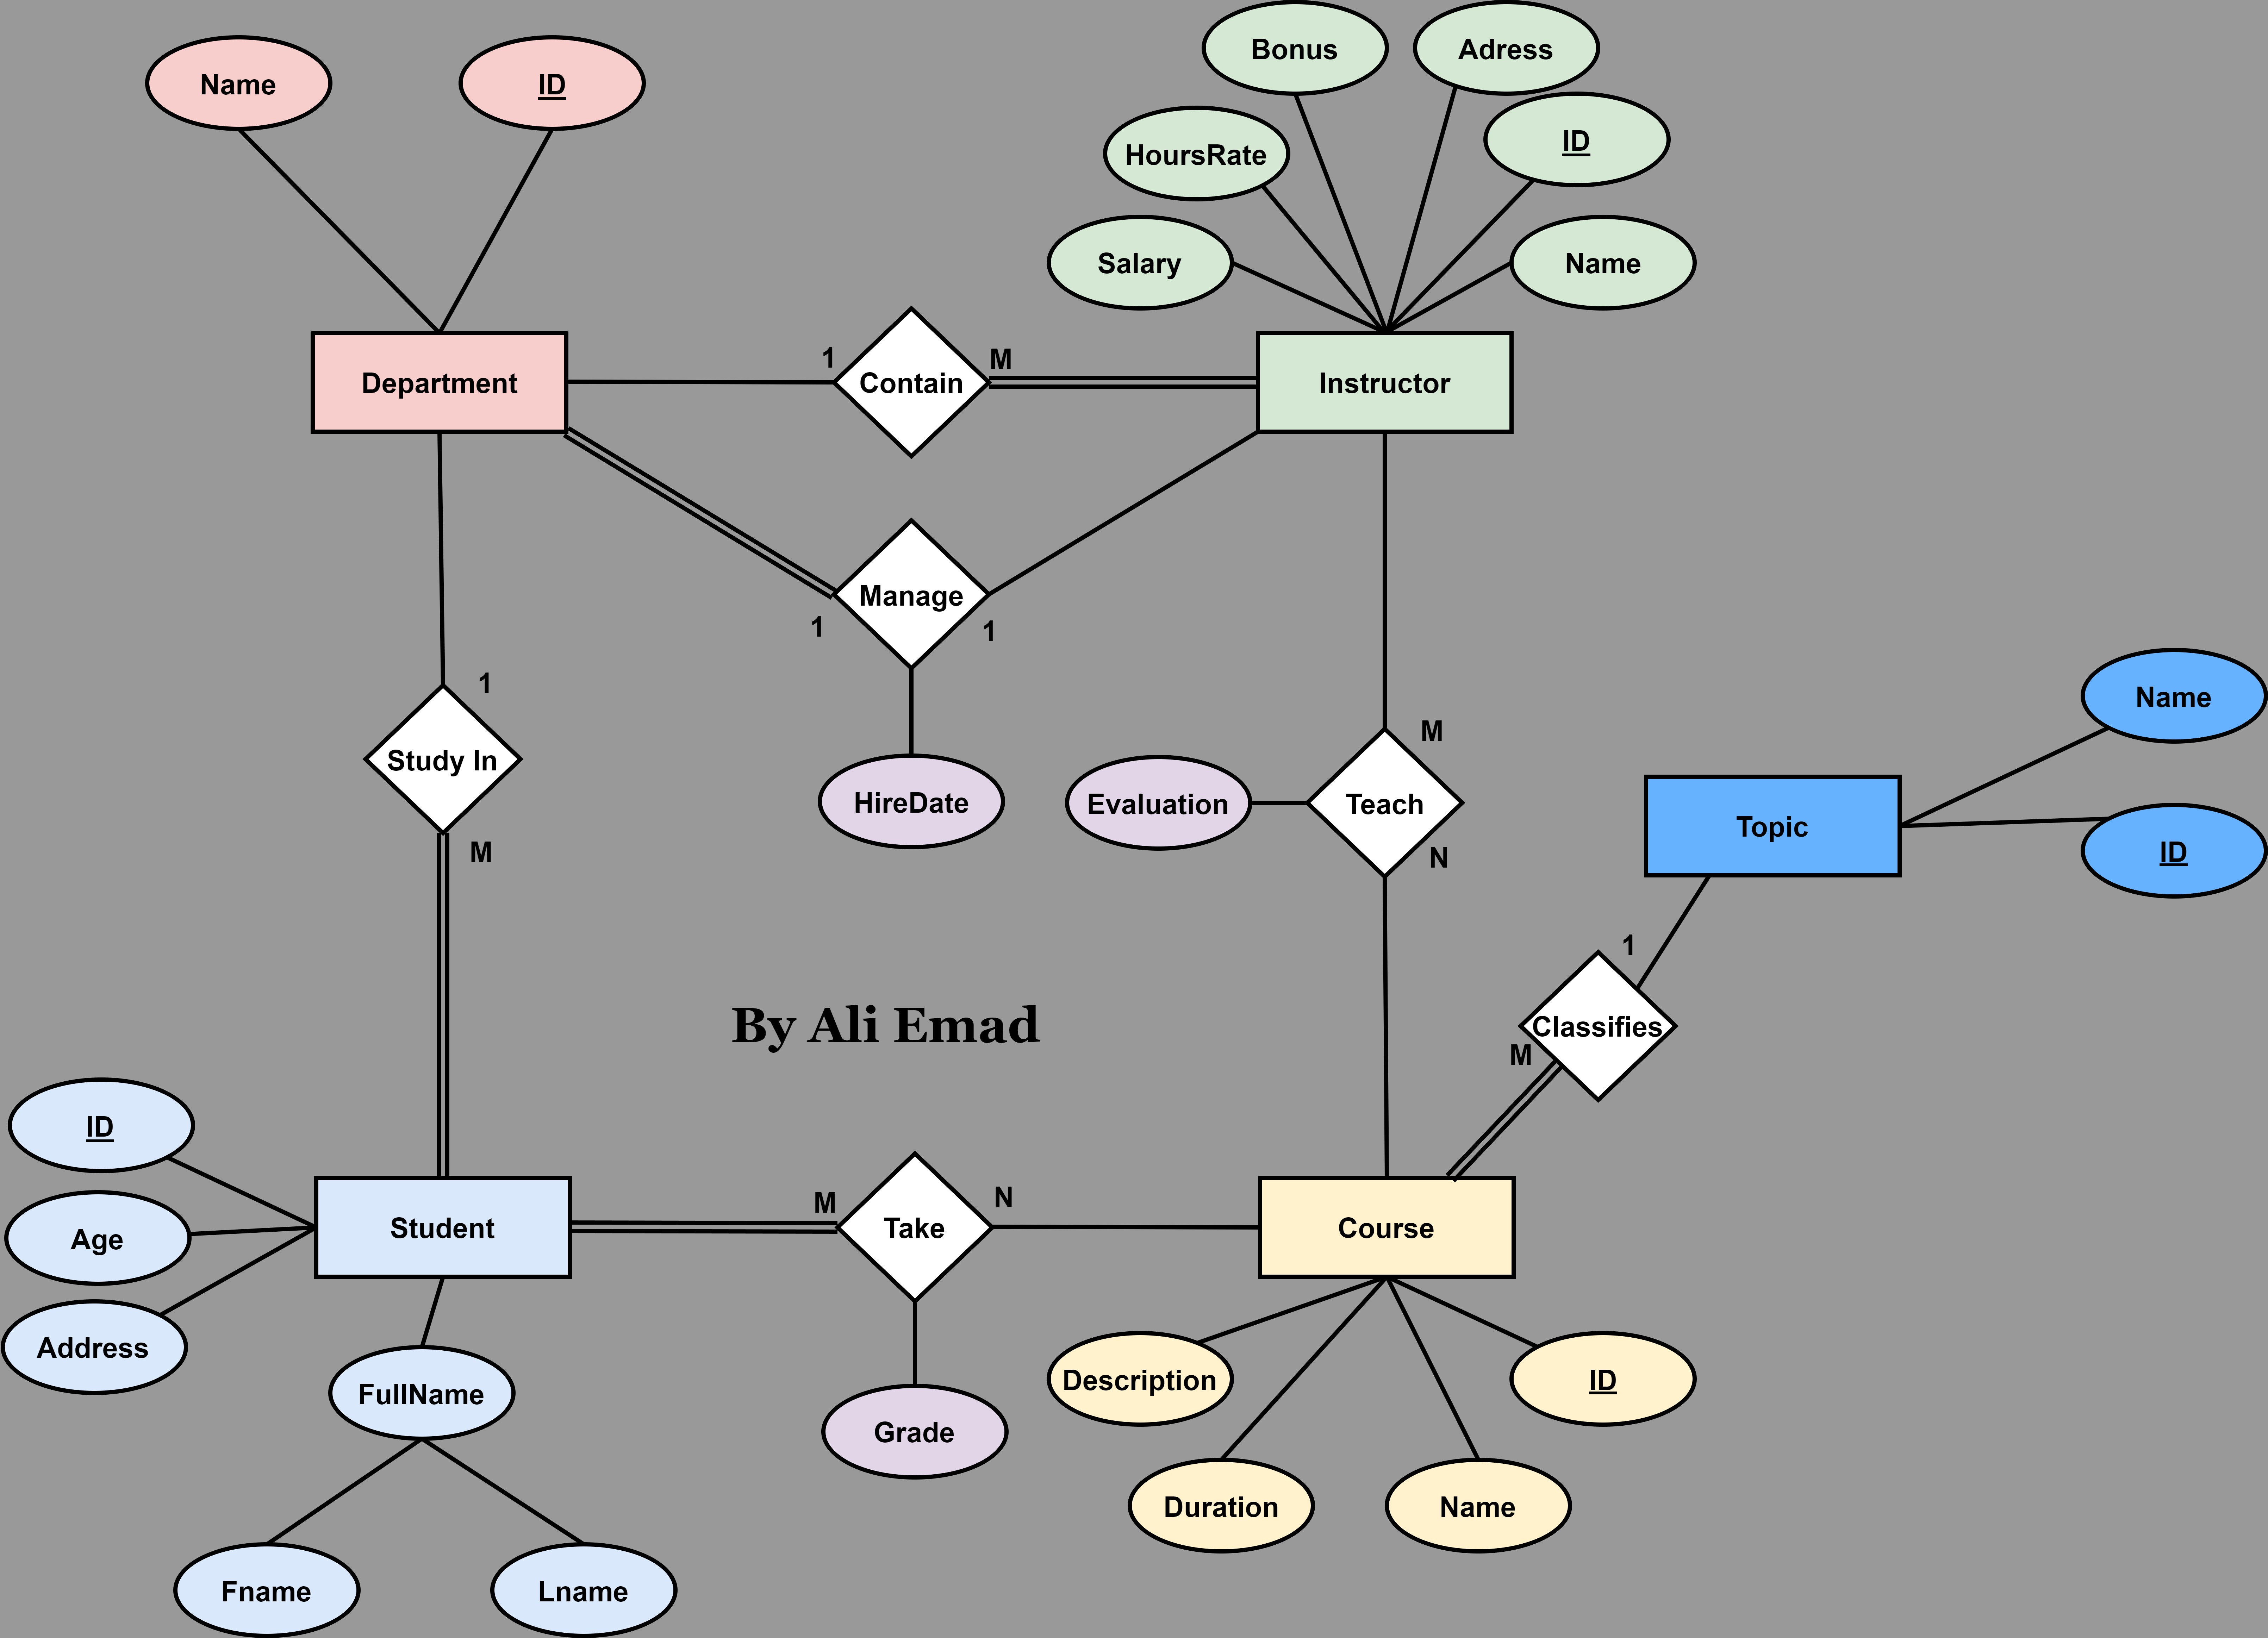 Bonus
Adress
Name
ID
ID
HoursRate
Salary
Name
1
M
Department
Contain
Instructor
Manage
1
1
1
Name
M
Study In
HireDate
Evaluation
Teach
Topic
M
N
ID
1
By Ali Emad
Classifies
M
ID
M
N
Age
Student
Take
Course
Address
FullName
Description
ID
Grade
Duration
Name
Fname
Lname